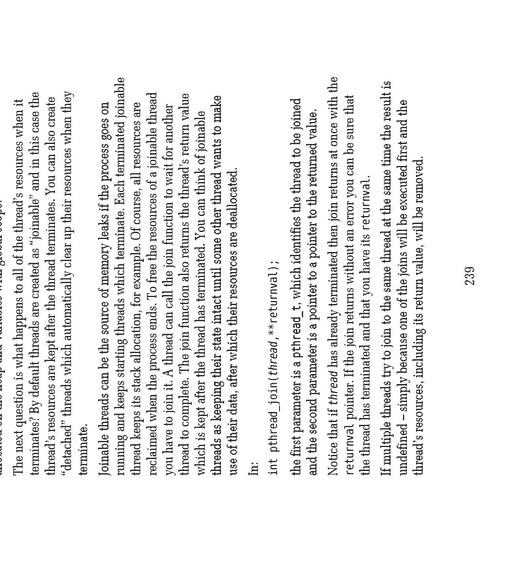 allocated on the heap and variables with global scope.
The next question is what happens to all of the thread's resources when it
terminates? By default threads are created as "joinable" and in this case the
thread's resources are kept after the thread terminates. You can also create
"detached" threads which automatically clear up their resources when they
terminate.
Joinable threads can be the source of memory leaks if the process goes on
running and keeps starting threads which terminate. Each terminated joinable
thread keeps its stack allocation, for example. Of course, all resources are
reclaimed when the process ends. To free the resources of a joinable thread
you have to join it. A thread can call the join function to wait for another
thread to complete. The join function also returns the thread's return value
which is kept after the thread has terminated. You can think of joinable
threads as keeping their state intact until some other thread wants to make
use of their data, after which their resources are deallocated.
In:
int pthread_join(thread,**returnval);
the first parameter is a pthread_t, which identifies the thread to be joined
and the second parameter is a pointer to a pointer to the returned value.
Notice that if thread has already terminated then join returns at once with the
returnval pointer. If the join returns without an error you can be sure that
the thread has terminated and that you have its returnval.
If multiple threads try to join to the same thread at the same time the result is
undefined – simply because one of the joins will be executed first and the
thread's resources, including its return value, will be removed.
239